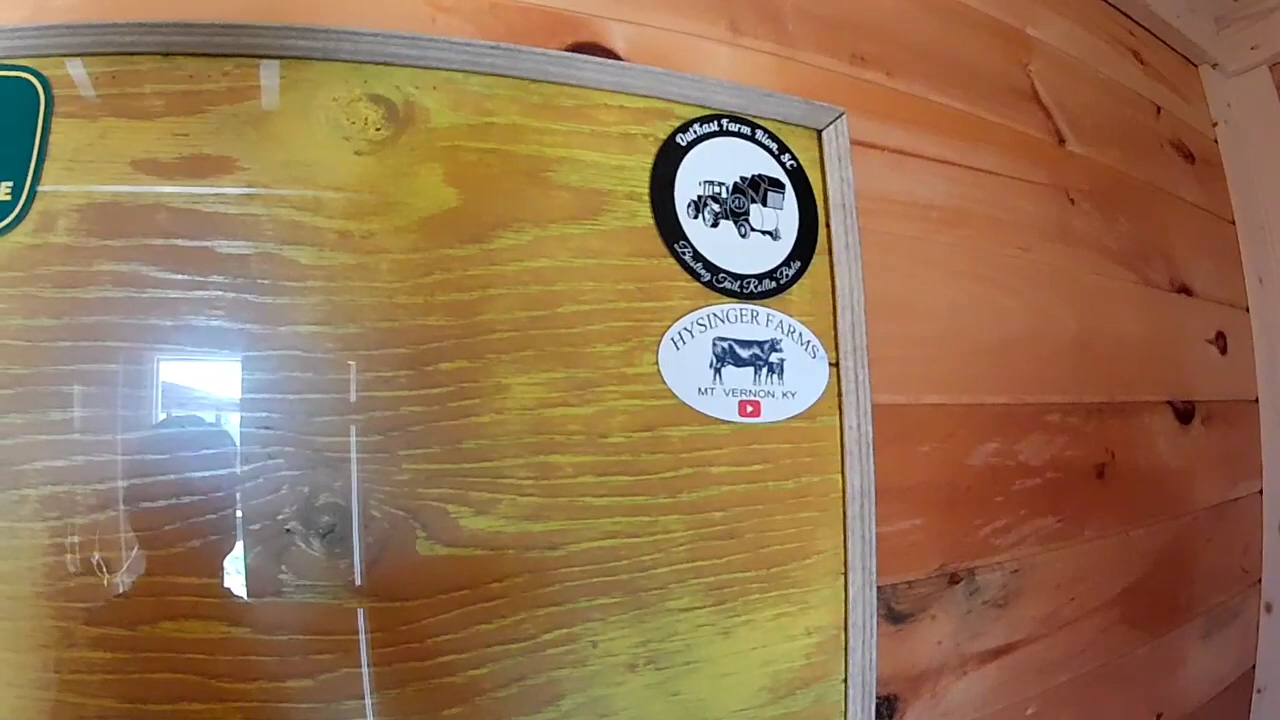 E
OutKast Farm Rion, SC
Busting Tail, Rollin' Bales
HYSINGER FARMS
MT VERNON, KY